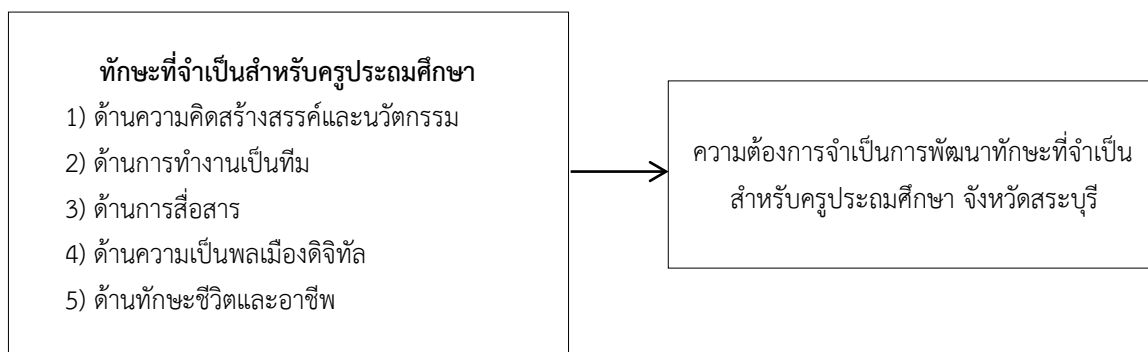 ทักษะที่จำเป็นสำหรับครูประถมศึกษา
1) ด้านความคิดสร้างสรรค์และนวัตกรรม
2) ด้านการทำงานเป็นทีม
3) ด้านการสื่อสาร
4) ด้านความเป็นพลเมืองดิจิทัล
5) ด้านทักษะชีวิตและอาชีพ
ความต้องการจำเป็นการพัฒนาทักษะที่จำเป็น
สำหรับครูประถมศึกษา จังหวัดสระบุรี